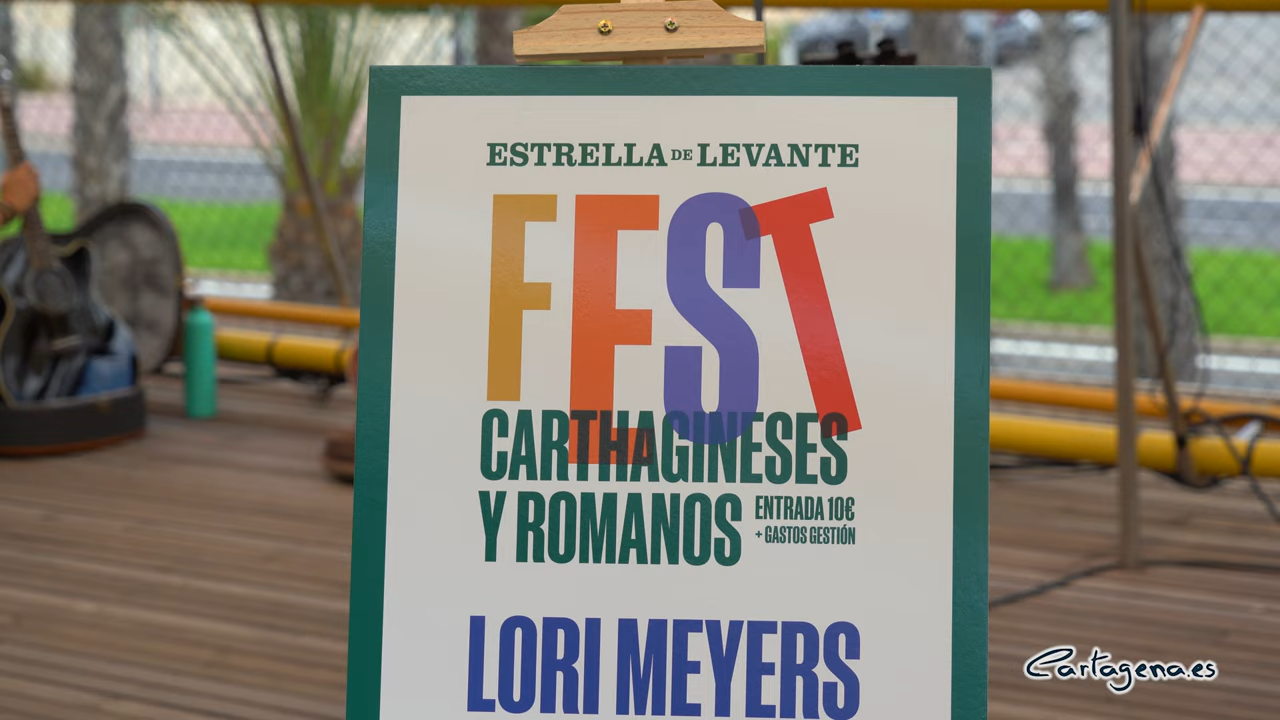 ESTRELLA DE LEVANTE
FEST
CARTHAGINESES
Y ROMANOS
ENTRADA 10€
+ GASTOS GESTIÓN
LORI MEYERS
Cartagena.es